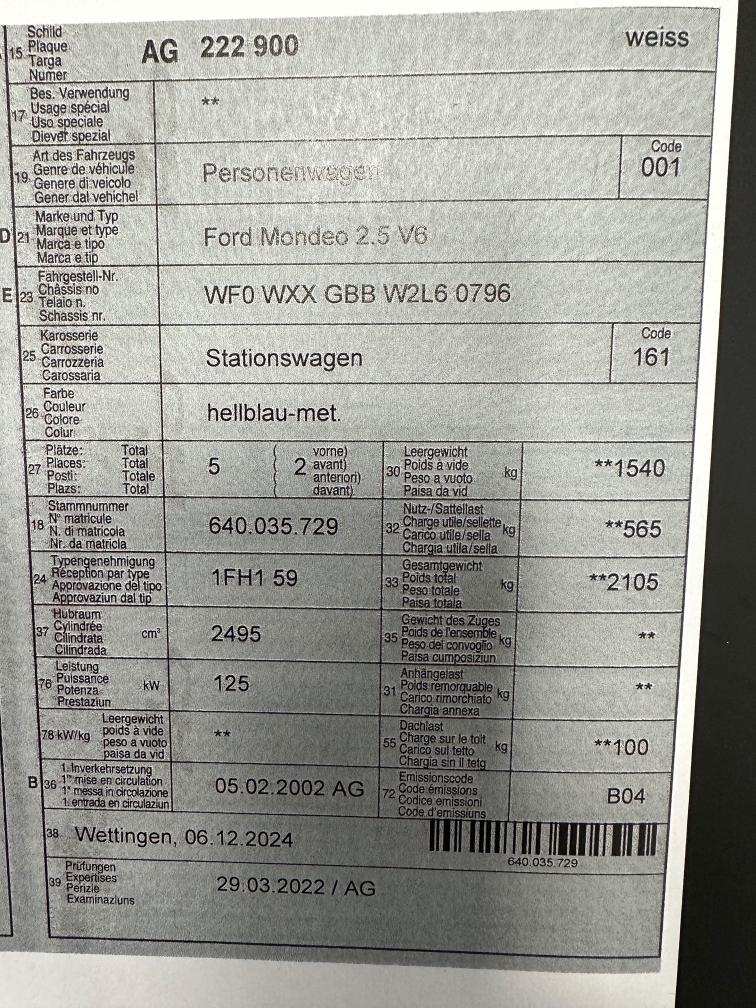 15 Schild
Plaque
Targa
Numer
AG 222 900 weiss
17 Bes. Verwendung
Usage spécial
Uso speciale
Diever spezial
**
19 Art des Fahrzeugs
Genre de véhicule
Genere di veicolo
Gener dal vehichel
Personenwagen
Code
001
D 21 Marke und Typ
Marque et type
Marca e tipo
Marca e tip
Ford Mondeo 2.5 V6
E 23 Fahrgestell-Nr.
Châssis no
Telaio n.
Schassis nr.
WF0 WXX GBB W2L6 0796
25 Karosserie
Carrosserie
Carrozzeria
Carossaria
Stationswagen
Code
161
26 Farbe
Couleur
Colore
Colur
hellblau-met.
27 Plätze: Total
Places: Total
Posti: Totale
Plazs: Total
5 ( 2 vorne)
( avant)
( anteriori)
( davant)
30 Leergewicht
Poids à vide
Peso a vuoto
Paisa da vid
kg **1540
18 Stammnummer
N° matricule
N. di matricola
Nr. da matricla
640.035.729
32 Nutz-/Sattellast
Charge utile/sellette
Carico utile/sella
Chargia utila/sella
kg **565
24 Typengenehmigung
Réception par type
Approvazione del tipo
Approvaziun dal tip
1FH1 59
33 Gesamtgewicht
Poids total
Peso totale
Paisa totala
kg **2105
37 Hubraum
Cylindrée
Cilindrata
Cilindrada
cm³ 2495
35 Gewicht des Zuges
Poids de l'ensemble
Peso del convoglio
Paisa cumposiziun
kg **
76 Leistung
Puissance
Potenza
Prestaziun
kW 125
31 Anhängelast
Poids remorquable
Carico rimorchiato
Chargia annexa
kg **
78 kW/kg Leergewicht
poids à vide
peso a vuoto
paisa da vid
**
55 Dachlast
Charge sur le toit
Carico sul tetto
Chargia sin il tetg
kg **100
B 36 1. Inverkehrsetzung
1re mise en circulation
1a messa in circolazione
1. entrada en circulaziun
05.02.2002 AG
72 Emissionscode
Code émissions
Codice emissioni
Code d'emissiuns
B04
38 Wettingen, 06.12.2024
640.035.729
39 Prüfungen
Expertises
Perizie
Examinaziuns
29.03.2022 / AG